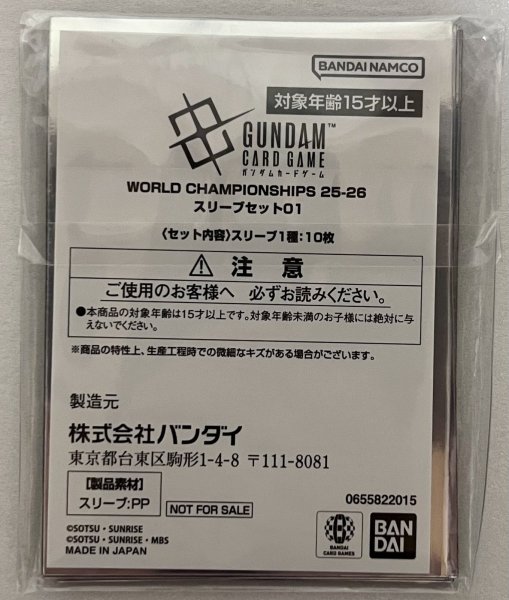 BANDAI NAMCO
対象年齢15才以上
GUNDAM™
CARD GAME
ガンダムカードゲーム
WORLD CHAMPIONSHIPS 25-26
スリーブセット01
〈セット内容〉スリーブ1種:10枚
⚠ 注 意
ご使用のお客様へ 必ずお読みください。
●本商品の対象年齢は15才以上です。対象年齢未満のお子様には絶対に与
えないでください。
※商品の特性上、生産工程時での微細なキズがある場合がございます。
製造元
株式会社バンダイ
東京都台東区駒形1-4-8 〒111-8081
【製品素材】
スリーブ:PP
NOT FOR SALE
0655822015
©SOTSU・SUNRISE
©SOTSU・SUNRISE・MBS
MADE IN JAPAN
BANDAI
CARD GAMES
BAN
DAI